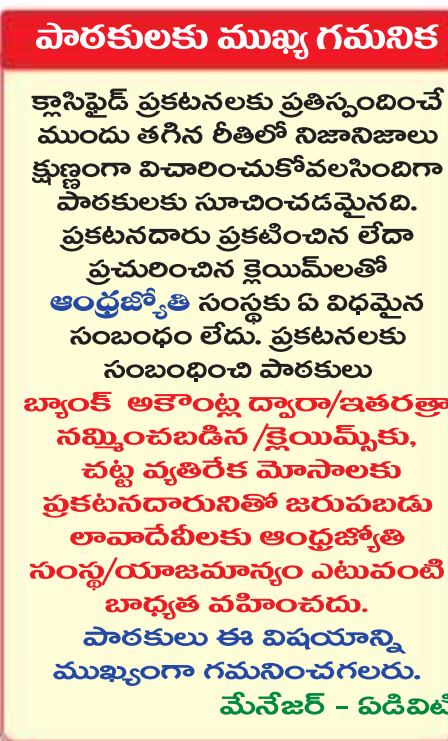 పాఠకులకు ముఖ్య గమనిక
క్లాసిఫైడ్ ప్రకటనలకు ప్రతిస్పందించే
ముందు తగిన రీతిలో నిజానిజాలు
క్షుణ్ణంగా విచారించుకోవలసిందిగా
పాఠకులకు సూచించడమైనది.
ప్రకటనదారు ప్రకటించిన లేదా
ప్రచురించిన క్లెయిమ్‌లతో
ఆంధ్రజ్యోతి సంస్థకు ఏ విధమైన
సంబంధం లేదు. ప్రకటనలకు
సంబంధించి పాఠకులు
బ్యాంక్ అకౌంట్ల ద్వారా/ఇతరత్రా
నమ్మించబడిన /క్లెయిమ్స్‌కు,
చట్ట వ్యతిరేక మోసాలకు
ప్రకటనదారునితో జరుపబడు
లావాదేవీలకు ఆంధ్రజ్యోతి
సంస్థ/యాజమాన్యం ఎటువంటి
బాధ్యత వహించదు.
పాఠకులు ఈ విషయాన్ని
ముఖ్యంగా గమనించగలరు.
మేనేజర్ - ఏడివిటి